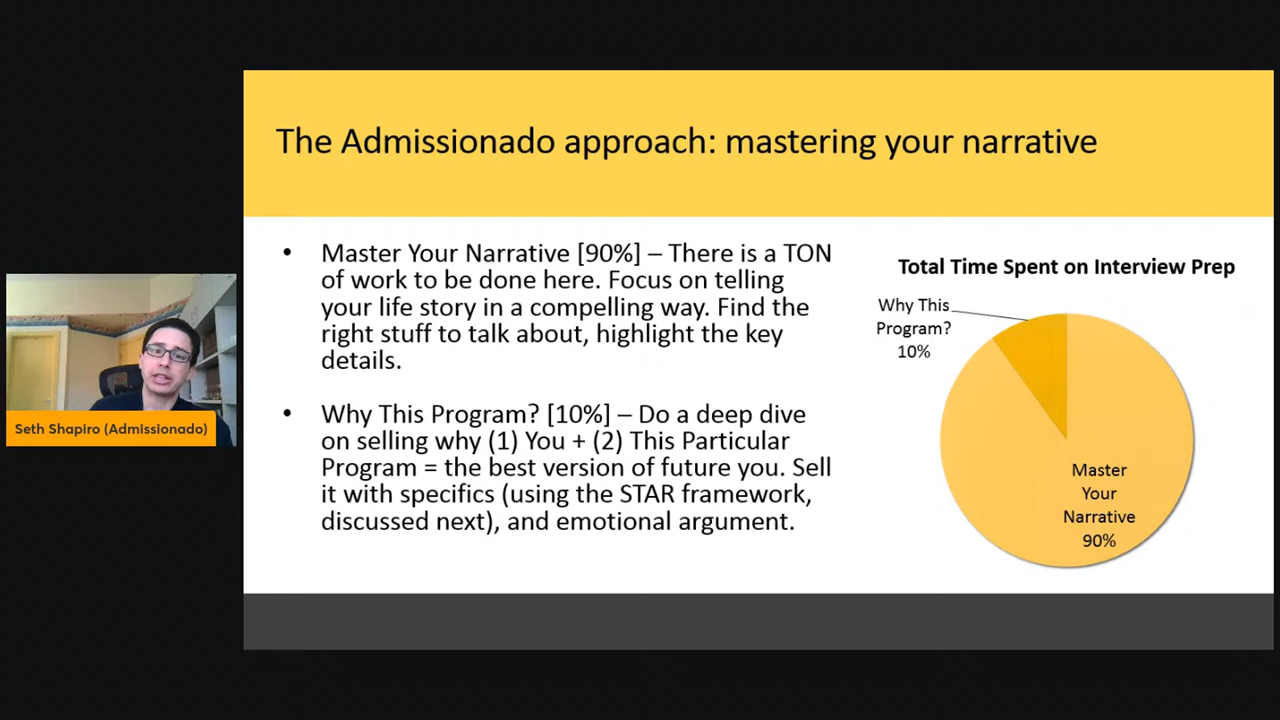 The Admissionado approach: mastering your narrative
• Master Your Narrative [90%] – There is a TON
of work to be done here. Focus on telling
your life story in a compelling way. Find the
right stuff to talk about, highlight the key
details.
• Why This Program? [10%] – Do a deep dive
on selling why (1) You + (2) This Particular
Program = the best version of future you. Sell
it with specifics (using the STAR framework,
discussed next), and emotional argument.
Total Time Spent on Interview Prep
Why This
Program?
10%
Master
Your
Narrative
90%
Seth Shapiro (Admissionado)